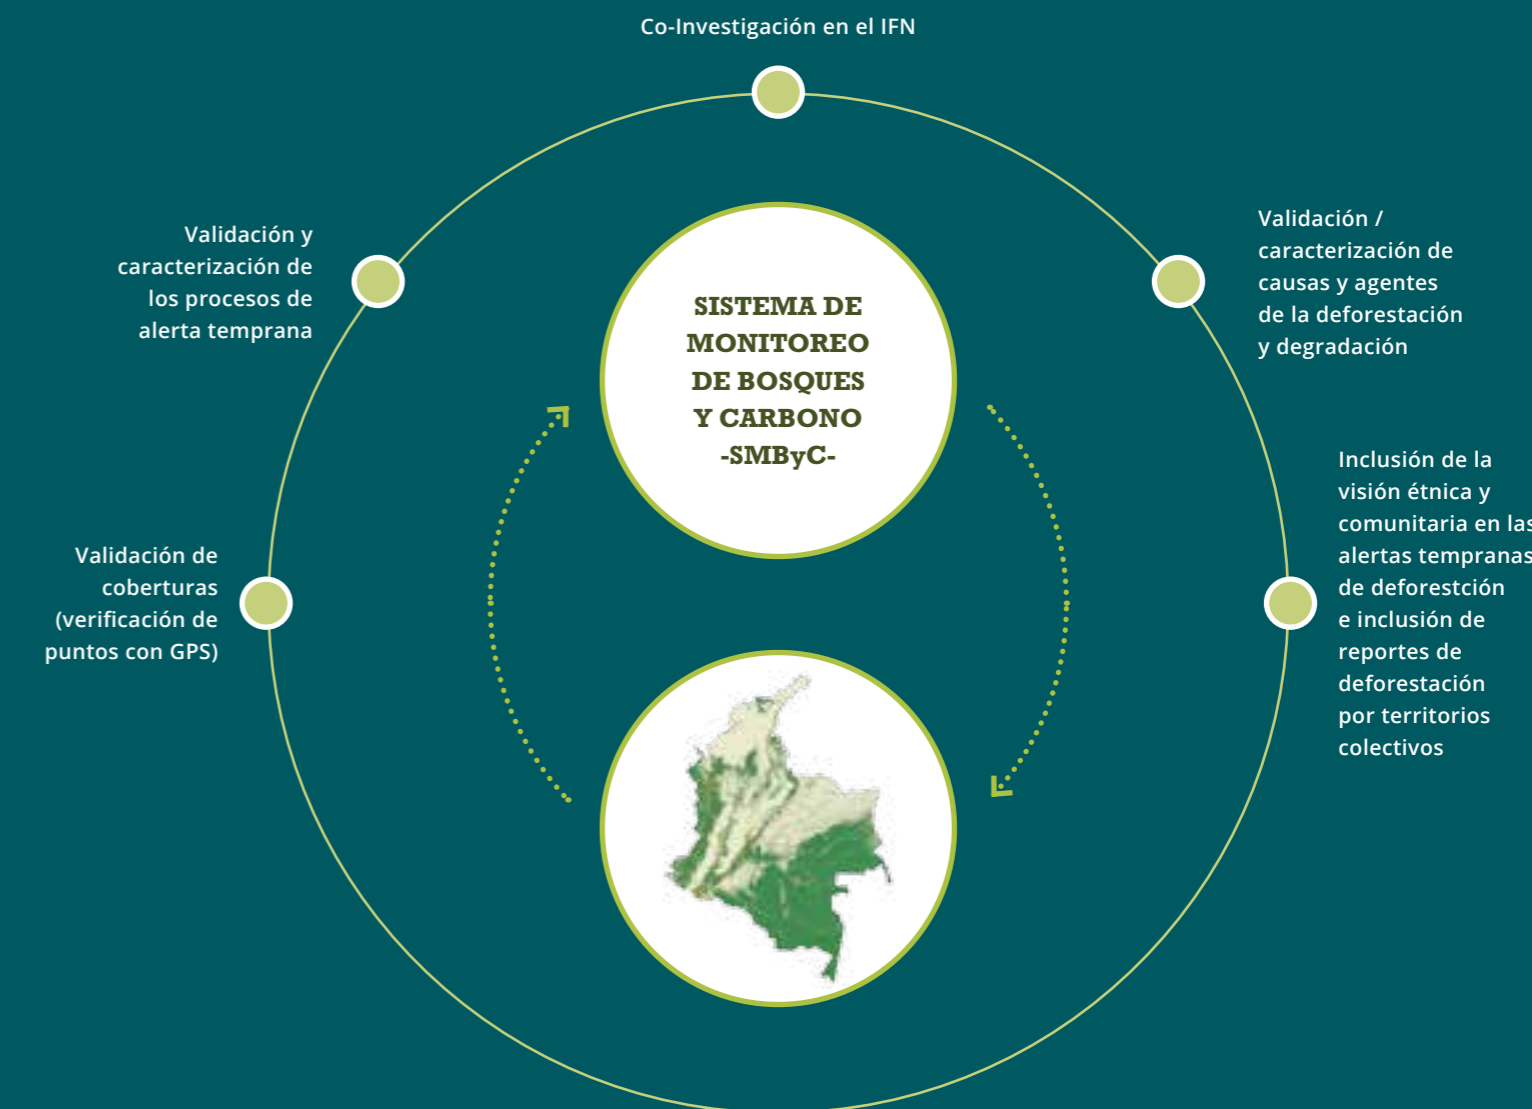 Co-Investigación en el IFN
Validación y
caracterización de
los procesos de
alerta temprana
Validación /
caracterización de
causas y agentes
de la deforestación
y degradación
SISTEMA DE
MONITOREO
DE BOSQUES
Y CARBONO
-SMByC-
Validación de
coberturas
(verificación de
puntos con GPS)
Inclusión de la
visión étnica y
comunitaria en las
alertas tempranas
de deforestción
e inclusión de
reportes de
deforestación
por territorios
colectivos